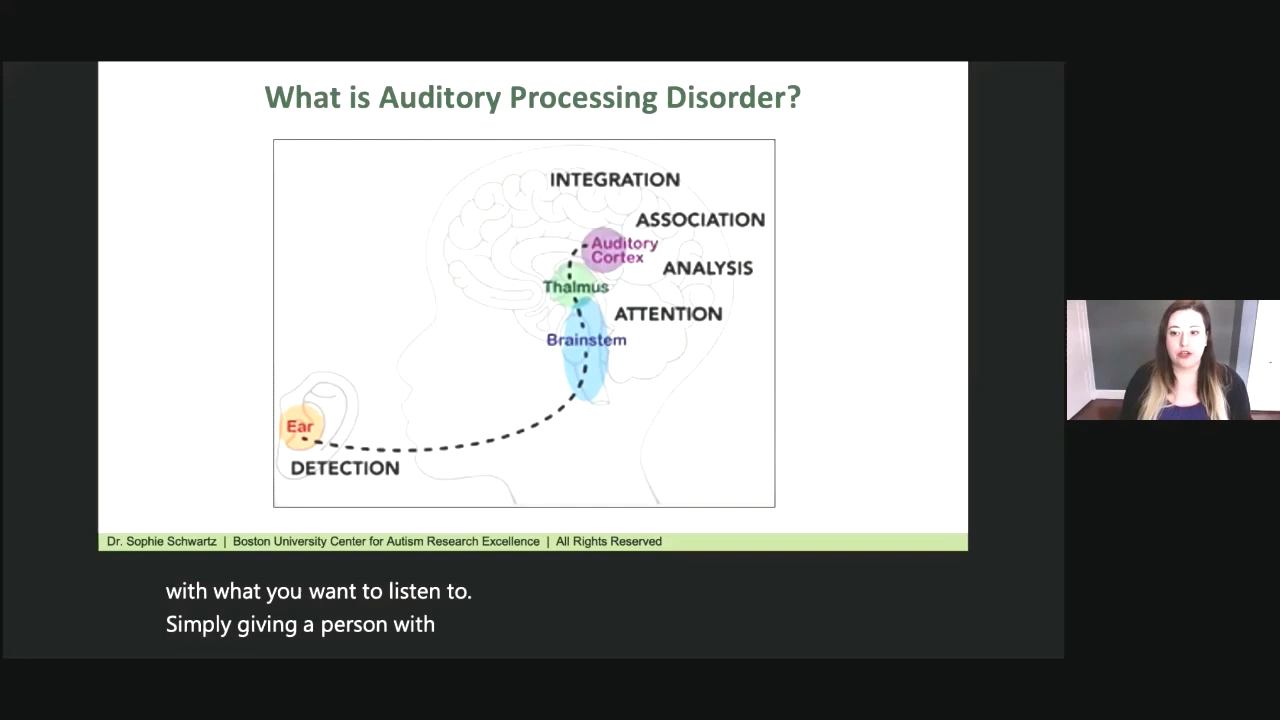 What is Auditory Processing Disorder?
INTEGRATION
ASSOCIATION
Auditory
Cortex
ANALYSIS
Thalmus
ATTENTION
Brainstem
Ear
DETECTION
Dr. Sophie Schwartz | Boston University Center for Autism Research Excellence | All Rights Reserved
with what you want to listen to.
Simply giving a person with